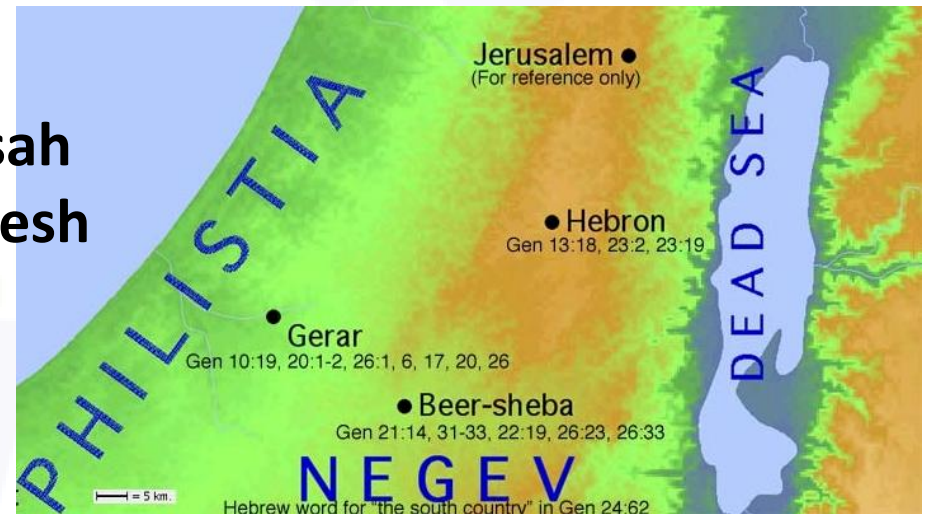 Jerusalem
(For reference only)
sah
esh
PHILISTIA
DEAD SEA
Hebron
Gen 13:18, 23:2, 23:19
Gerar
Gen 10:19, 20:1-2, 26:1, 6, 17, 20, 26
Beer-sheba
Gen 21:14, 31-33, 22:19, 26:23, 26:33
NEGEV
= 5 km.
Hebrew word for "the south country" in Gen 24:62